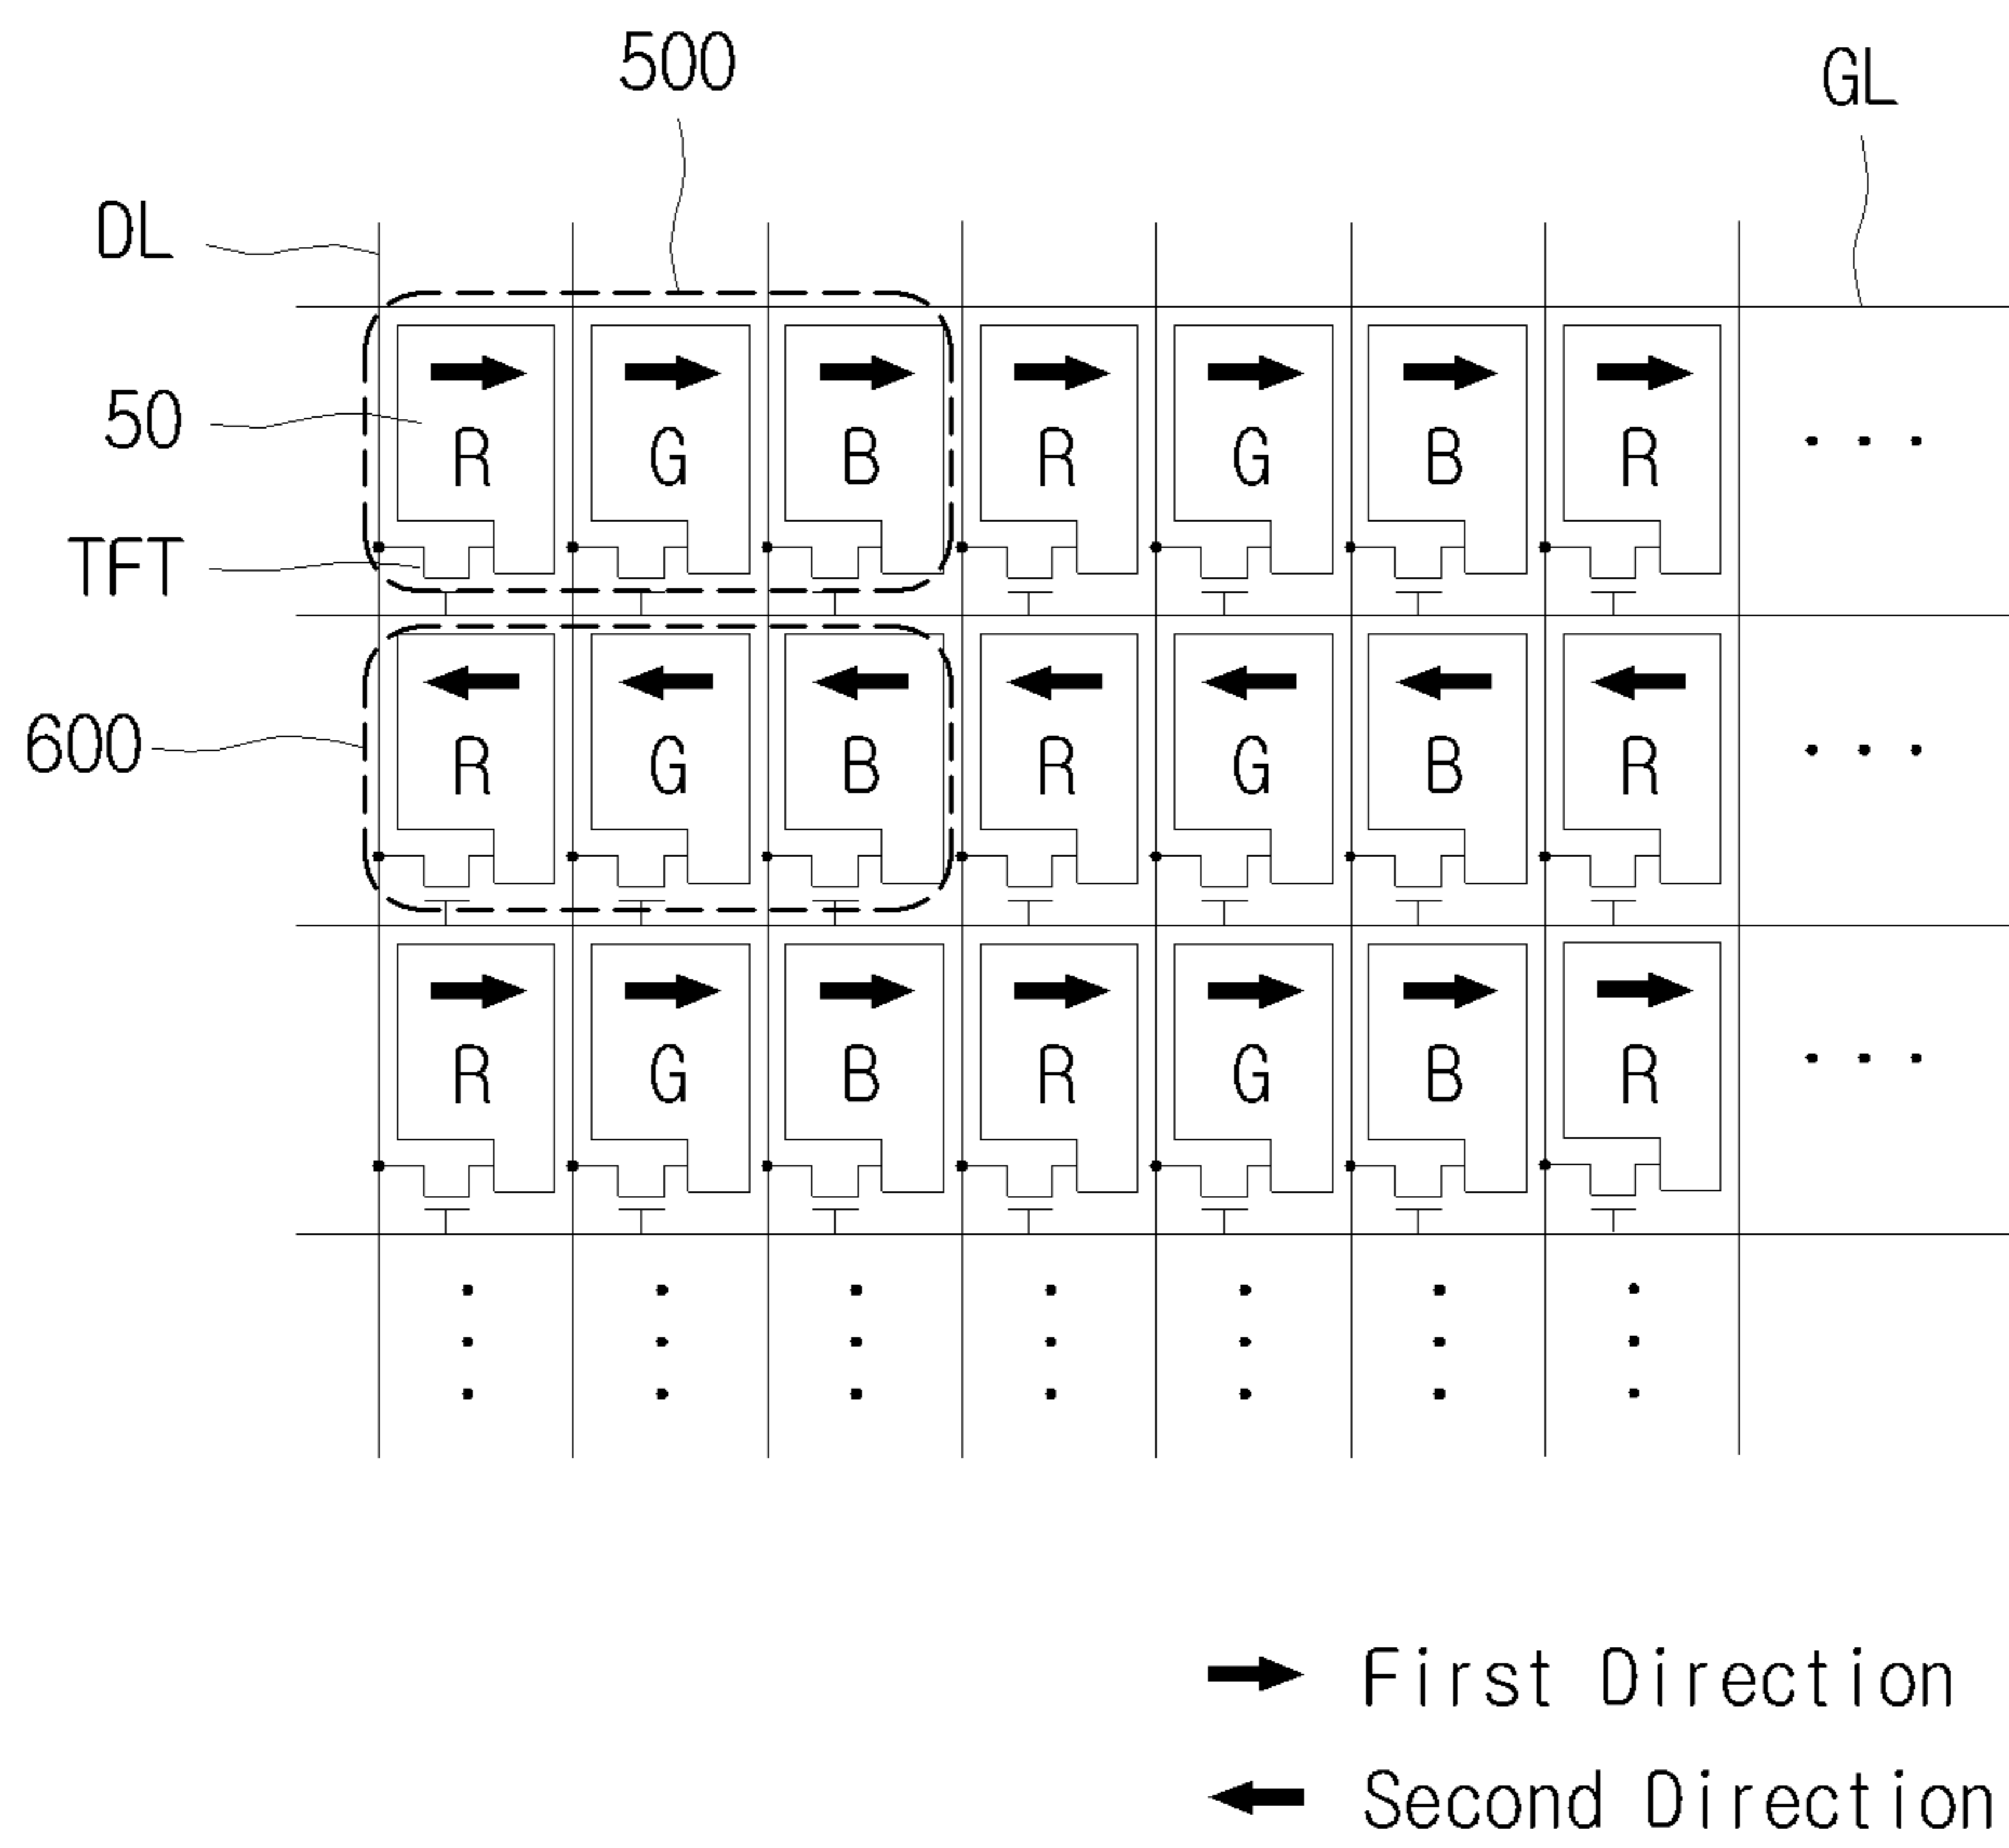 500
GL
DL
50
R G B R G B R
TFT
600
R G B R G B R
R G B R G B R
First Direction
Second Direction